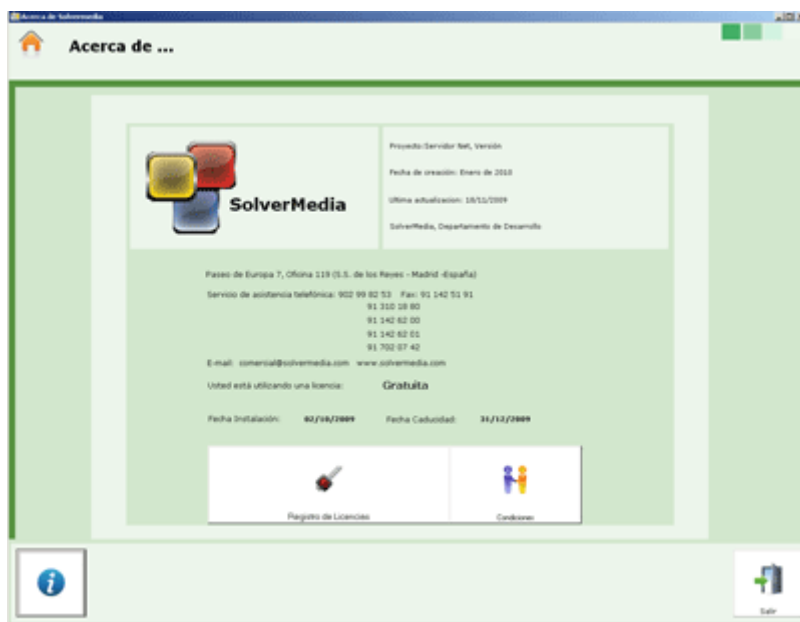 Acerca de Solvermedia
Acerca de ...
SolverMedia
Proyecto:Servidor Net, Versión
Fecha de creación: Enero de 2010
Ultima actualizacion: 18/11/2009
SolverMedia, Departamento de Desarrollo
Paseo de Europa 7, Oficina 119 (S.S. de los Reyes - Madrid -España)
Servicio de asistencia telefónica: 902 99 82 53 Fax: 91 142 51 91
91 310 18 80
91 142 62 00
91 142 62 01
91 702 07 42
E-mail: comercial@solvermedia.com www.solvermedia.com
Usted está utilizando una licencia: Gratuita
Fecha Instalación: 02/10/2009 Fecha Caducidad: 31/12/2009
Registro de Licencias
Condiciones
Salir